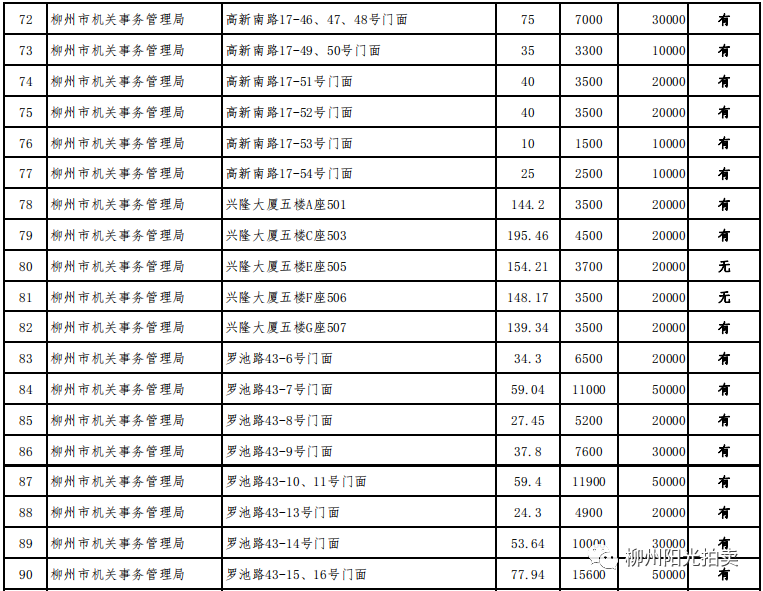 72 柳州市机关事务管理局 高新南路17-46、47、48号门面 75 7000 30000 有
73 柳州市机关事务管理局 高新南路17-49、50号门面 35 3300 10000 有
74 柳州市机关事务管理局 高新南路17-51号门面 40 3500 20000 有
75 柳州市机关事务管理局 高新南路17-52号门面 40 3500 20000 有
76 柳州市机关事务管理局 高新南路17-53号门面 10 1500 10000 有
77 柳州市机关事务管理局 高新南路17-54号门面 25 2500 10000 有
78 柳州市机关事务管理局 兴隆大厦五楼A座501 144.2 3500 20000 有
79 柳州市机关事务管理局 兴隆大厦五楼C座503 195.46 4500 20000 有
80 柳州市机关事务管理局 兴隆大厦五楼E座505 154.21 3700 20000 无
81 柳州市机关事务管理局 兴隆大厦五楼F座506 148.17 3500 20000 无
82 柳州市机关事务管理局 兴隆大厦五楼G座507 139.34 3500 20000 有
83 柳州市机关事务管理局 罗池路43-6号门面 34.3 6500 20000 有
84 柳州市机关事务管理局 罗池路43-7号门面 59.04 11000 50000 有
85 柳州市机关事务管理局 罗池路43-8号门面 27.45 5200 20000 有
86 柳州市机关事务管理局 罗池路43-9号门面 37.8 7600 30000 有
87 柳州市机关事务管理局 罗池路43-10、11号门面 59.4 11900 50000 有
88 柳州市机关事务管理局 罗池路43-13号门面 24.3 4900 20000 有
89 柳州市机关事务管理局 罗池路43-14号门面 53.64 10000 30000 有
90 柳州市机关事务管理局 罗池路43-15、16号门面 77.94 15600 50000 有
柳州阳光拍卖